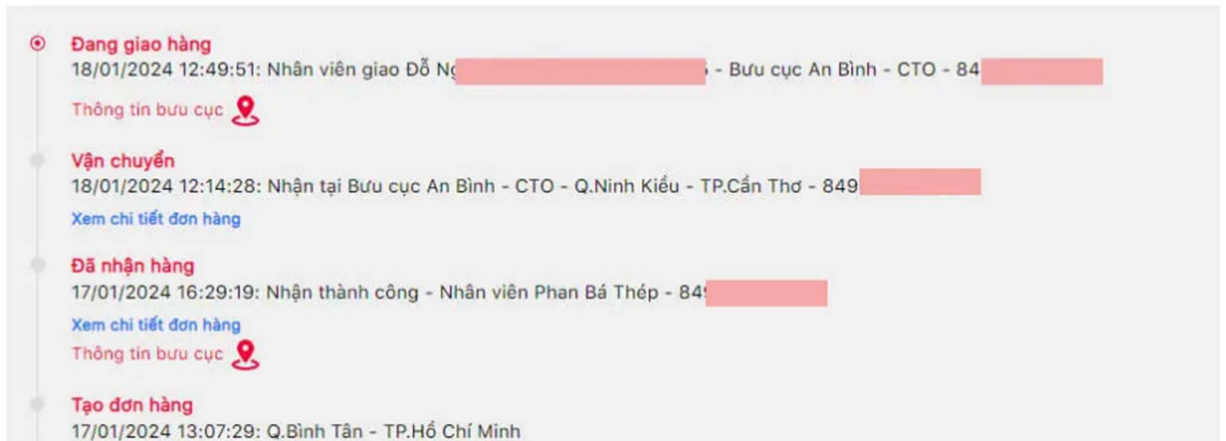 Đang giao hàng
18/01/2024 12:49:51: Nhân viên giao Đỗ - Bưu cục An Bình - CTO - 84
Thông tin bưu cục
Vận chuyển
18/01/2024 12:14:28: Nhận tại Bưu cục An Bình - CTO - Q.Ninh Kiều - TP.Cần Thơ - 849
Xem chi tiết đơn hàng
Đã nhận hàng
17/01/2024 16:29:19: Nhận thành công - Nhân viên Phan Bá Thép - 84
Xem chi tiết đơn hàng
Thông tin bưu cục
Tạo đơn hàng
17/01/2024 13:07:29: Q.Bình Tân - TP.Hồ Chí Minh